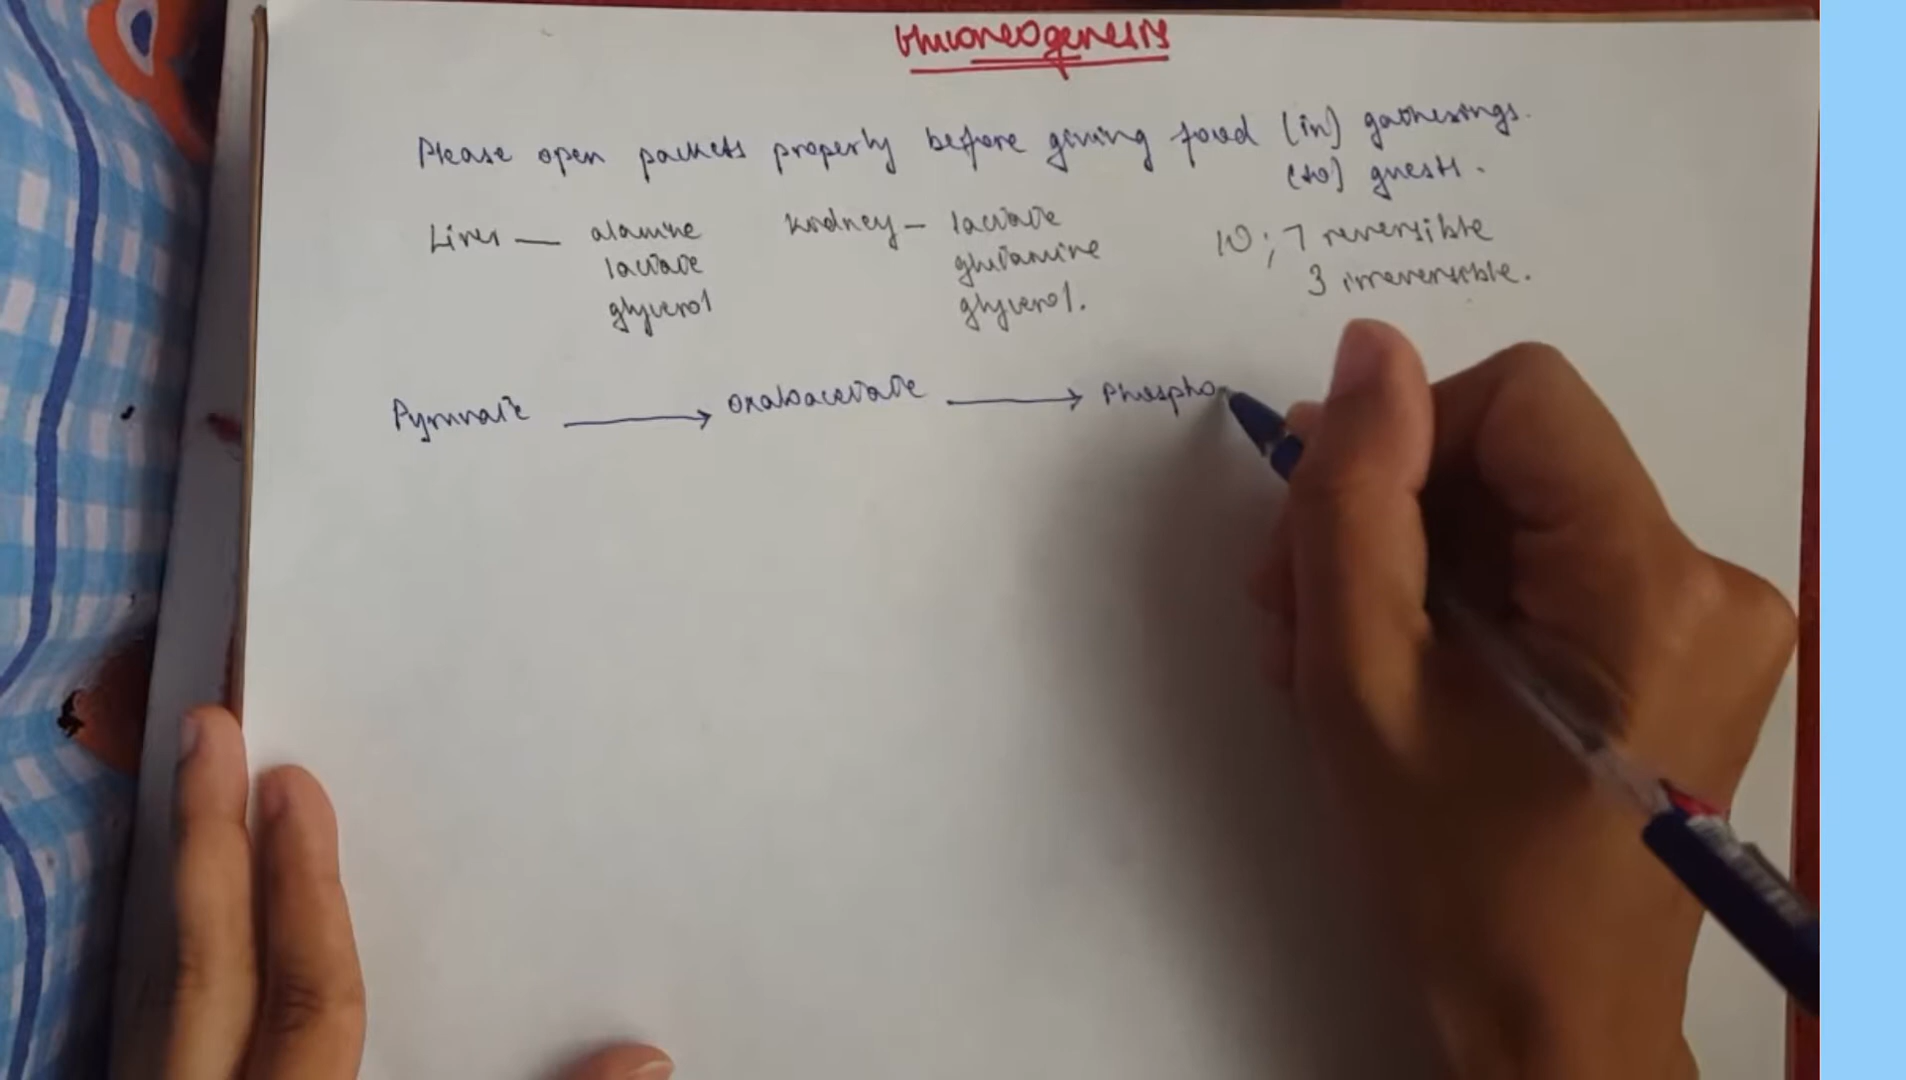 Gluconeogenesis
Please open packets properly before giving food (in) gatherings.
(to) guests.
Liver — alanine
lactate
glycerol
Kidney — lactate
glutamine
glycerol.
10; 7 reversible
3 irreversible.
Pyruvate → Oxaloacetate → Phospho